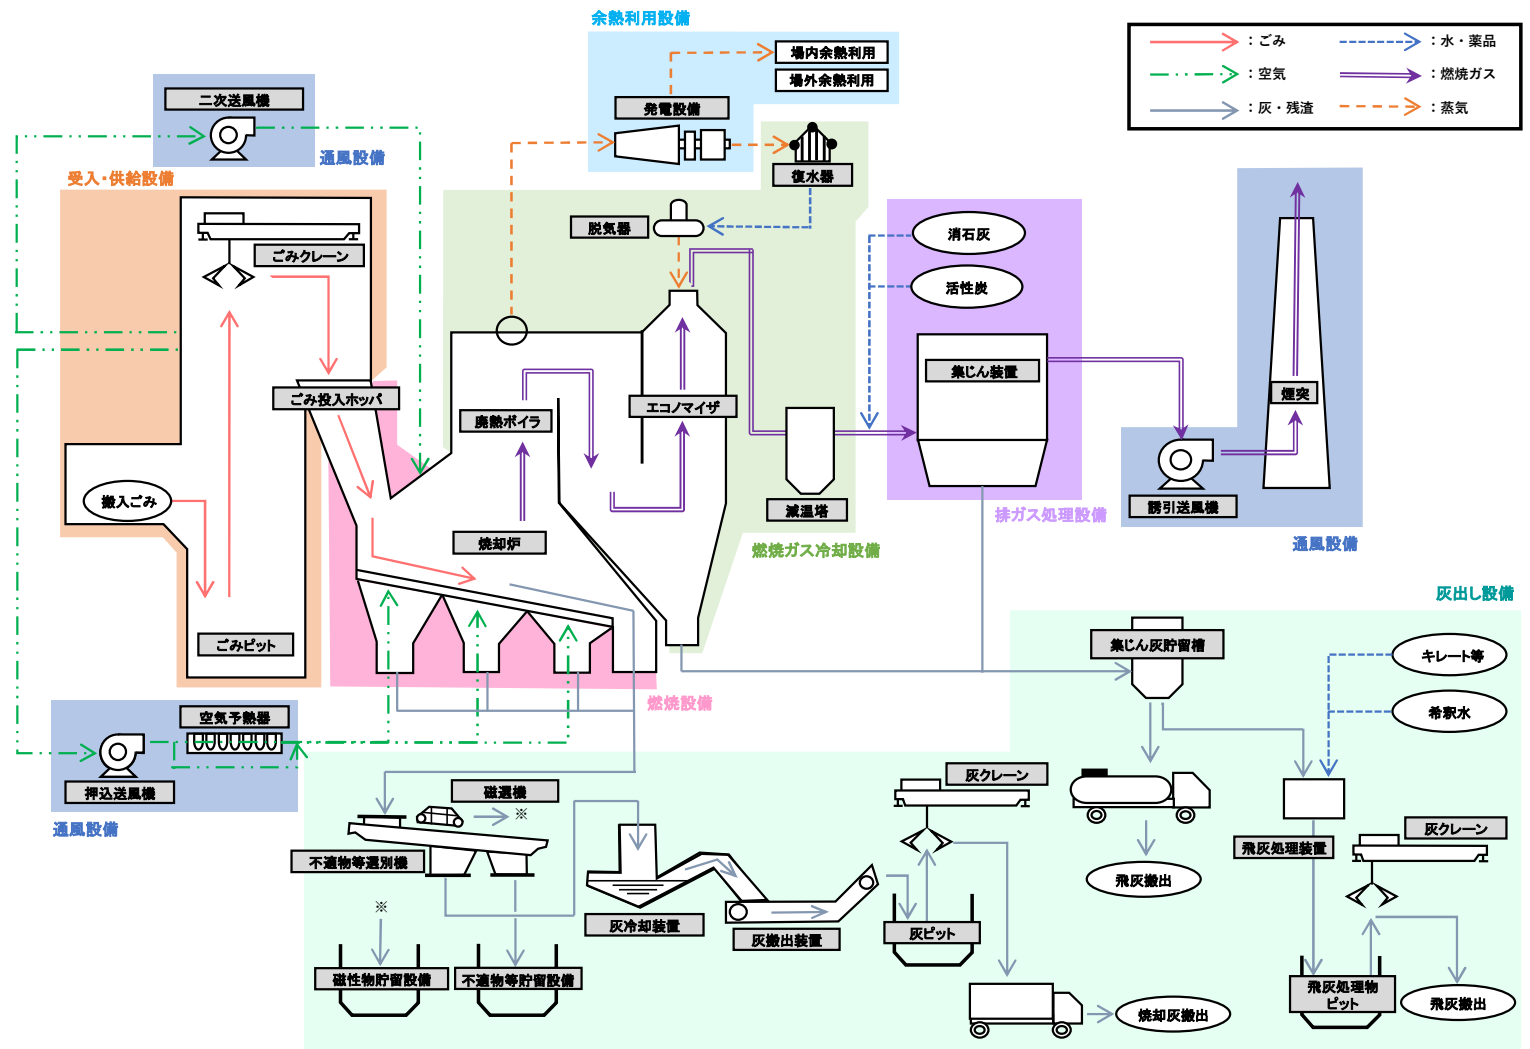 余熱利用設備
：ごみ
：水・薬品
：空気
：燃焼ガス
：灰・残渣
：蒸気
場内余熱利用
場外余熱利用
二次送風機
発電設備
通風設備
受入・供給設備
復水器
脱気器
消石灰
ごみクレーン
活性炭
集じん装置
煙突
ごみ投入ホッパ
エコノマイザ
廃熱ボイラ
搬入ごみ
減温塔
誘引送風機
排ガス処理設備
焼却炉
燃焼ガス冷却設備
通風設備
灰出し設備
ごみピット
集じん灰貯留槽
キレート等
燃焼設備
希釈水
空気予熱器
押込送風機
灰クレーン
磁選機
※
通風設備
灰クレーン
不適物等選別機
飛灰処理装置
飛灰搬出
※
灰冷却装置
灰搬出装置
灰ピット
磁性物貯留設備
不適物等貯留設備
飛灰処理物
ピット
飛灰搬出
焼却灰搬出